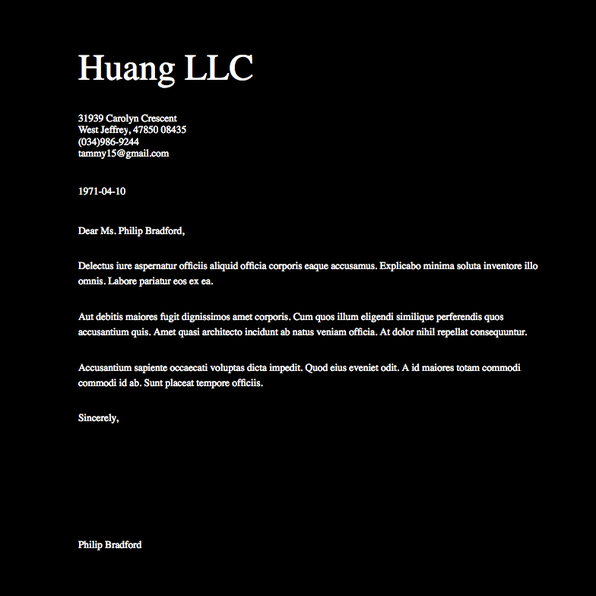 Huang LLC
31939 Carolyn Crescent
West Jeffrey, 47850 08435
(034)986-9244
tammy15@gmail.com
1971-04-10
Dear Ms. Philip Bradford,
Delectus iure aspernatur officiis aliquid officia corporis eaque accusamus. Explicabo minima soluta inventore illo
omnis. Labore pariatur eos ex ea.
Aut debitis maiores fugit dignissimos amet corporis. Cum quos illum eligendi similique perferendis quos
accusantium quis. Amet quasi architecto incidunt ab natus veniam officia. At dolor nihil repellat consequuntur.
Accusantium sapiente occaecati voluptas dicta impedit. Quod eius eveniet odit. A id maiores totam commodi
commodi id ab. Sunt placeat tempore officiis.
Sincerely,
Philip Bradford